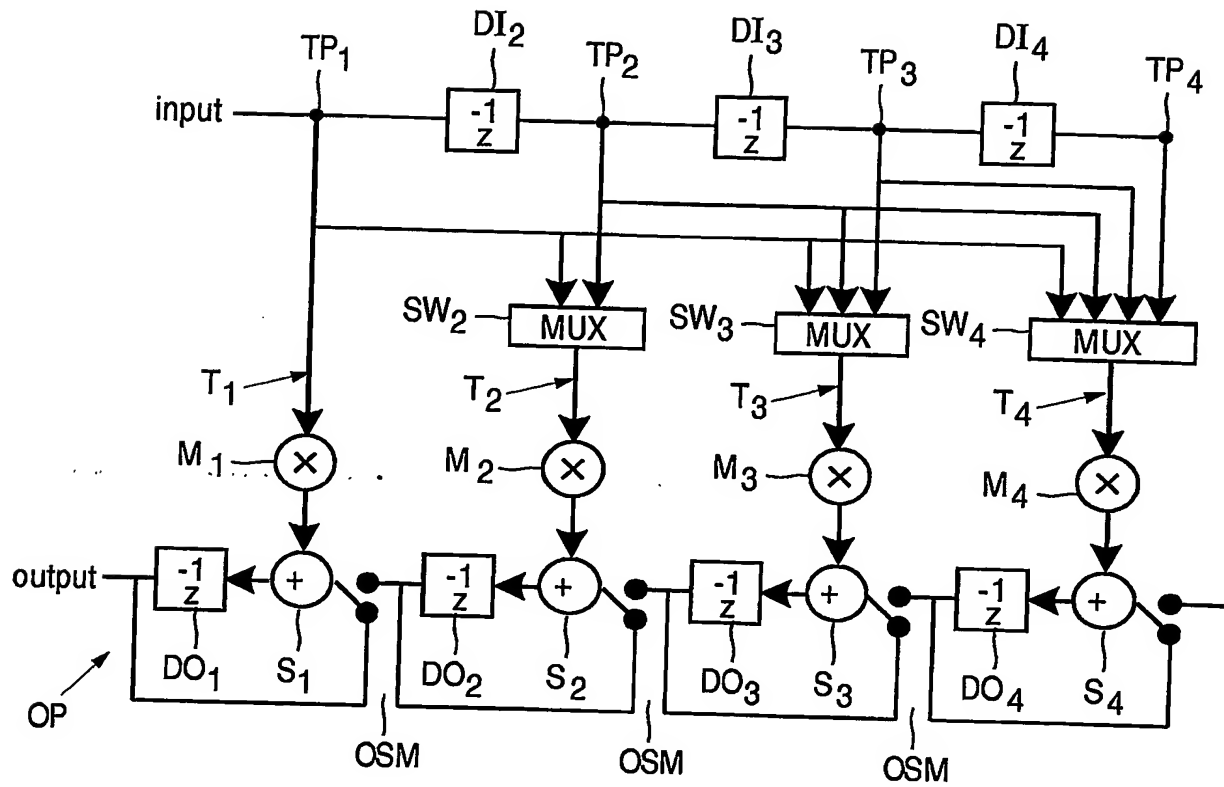 DI2
DI3
DI4
TP1
TP2
TP3
TP4
input
-1
z
-1
z
-1
z
SW2
MUX
SW3
MUX
SW4
MUX
T1
T2
T3
T4
M1
×
M2
×
M3
×
M4
×
output
-1
z
+
-1
z
+
-1
z
+
-1
z
+
DO1
S1
DO2
S2
DO3
S3
DO4
S4
OP
OSM
OSM
OSM